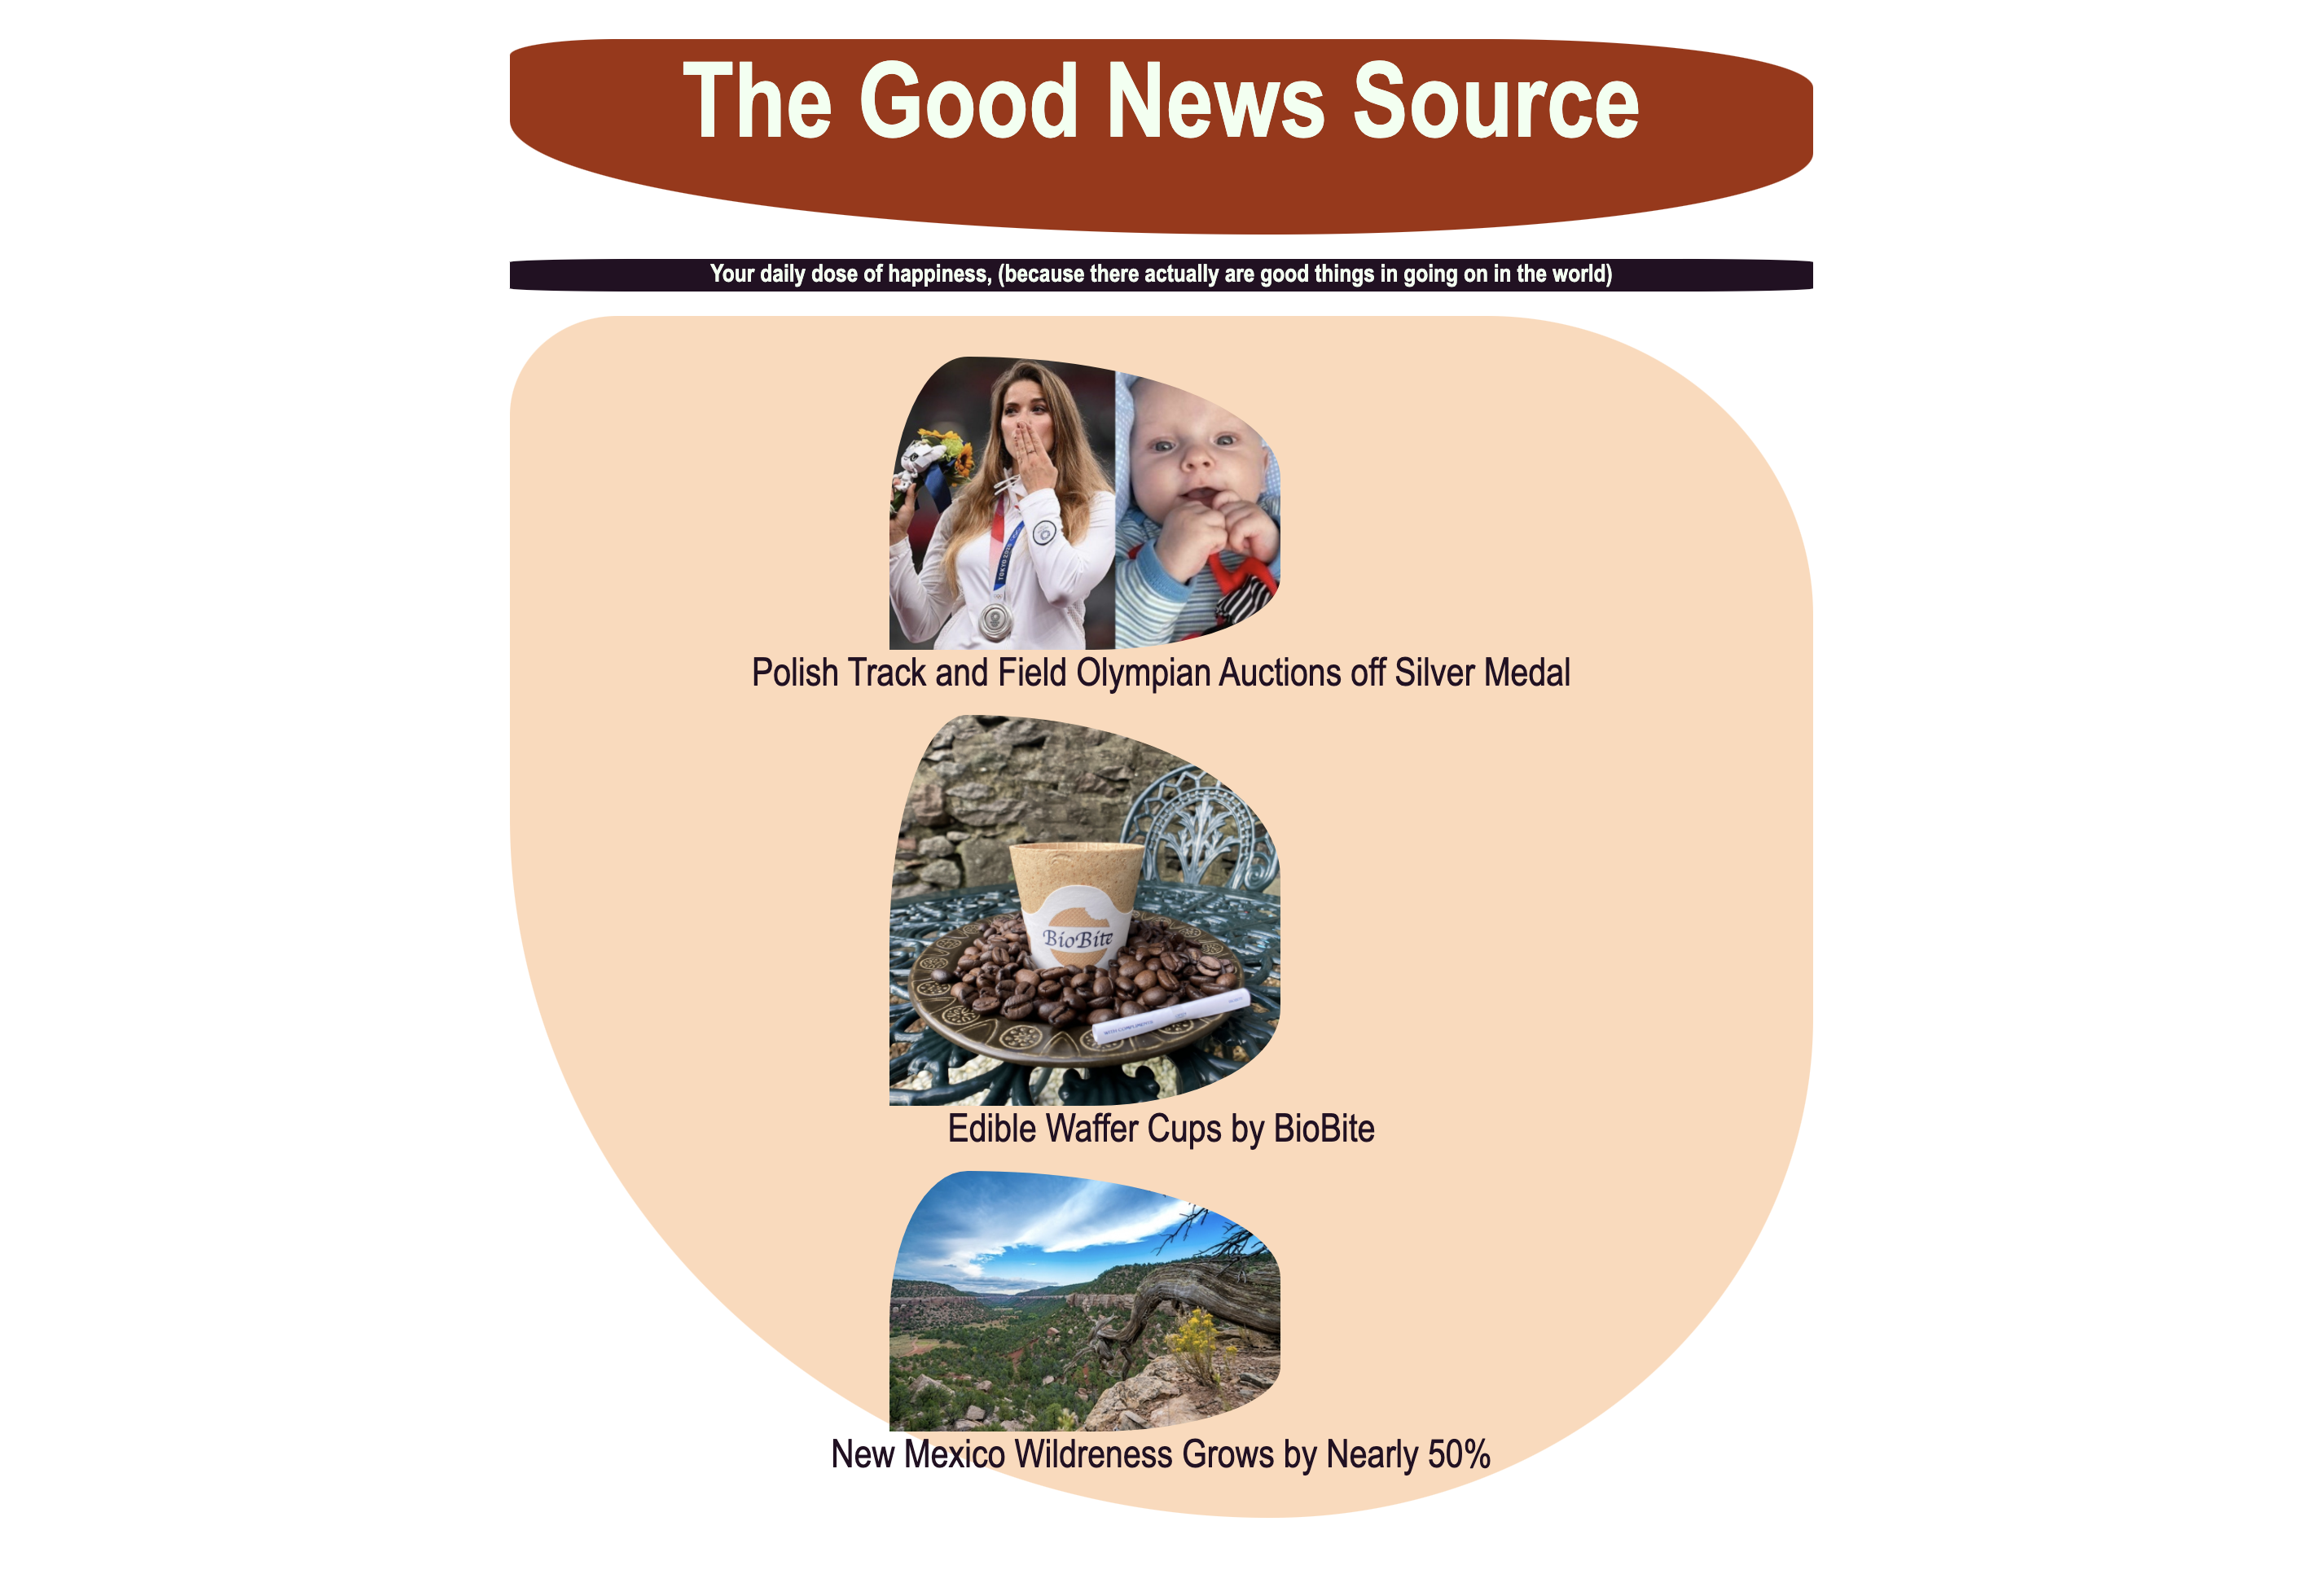 The Good News Source
Your daily dose of happiness, (because there actually are good things in going on in the world)
TOKYO 2020
Polish Track and Field Olympian Auctions off Silver Medal
BioBite
Edible Waffer Cups by BioBite
New Mexico Wildreness Grows by Nearly 50%